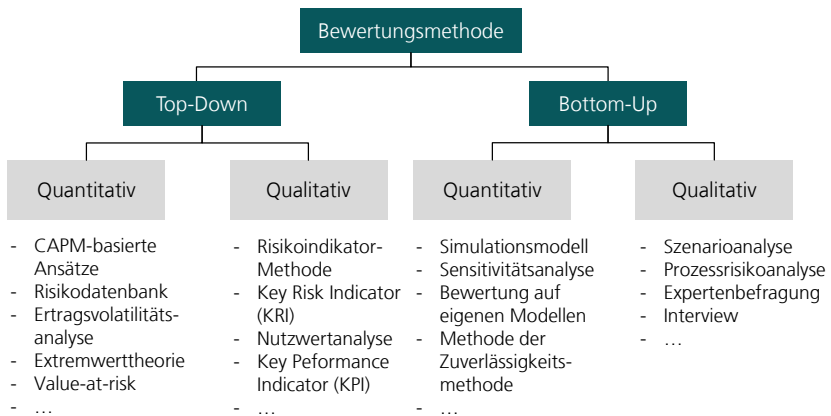 Bewertungsmethode
Top-Down
Bottom-Up
Quantitativ
Qualitativ
Quantitativ
Qualitativ
- CAPM-basierte
Ansätze
- Risikodatenbank
- Ertragsvolatilitäts-
analyse
- Extremwerttheorie
- Value-at-risk
- ...
- Risikoindikator-
Methode
- Key Risk Indicator
(KRI)
- Nutzwertanalyse
- Key Peformance
Indicator (KPI)
- ...
- Simulationsmodell
- Sensitivitätsanalyse
- Bewertung auf
eigenen Modellen
- Methode der
Zuverlässigkeits-
methode
- ...
- Szenarioanalyse
- Prozessrisikoanalyse
- Expertenbefragung
- Interview
- ...